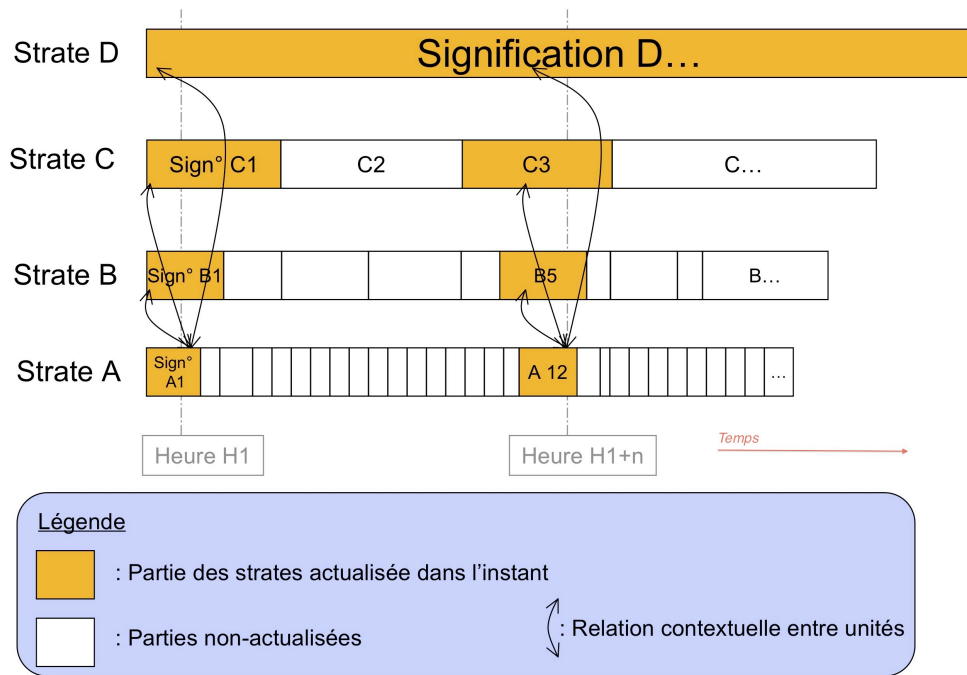 Strate D
Signification D...
Strate C
Sign° C1
C2
C3
C...
Strate B
Sign° B1
B5
B...
Strate A
Sign°
A1
A 12
...
Heure H1
Heure H1+n
Temps
Légende
: Partie des strates actualisée dans l'instant
: Parties non-actualisées
: Relation contextuelle entre unités